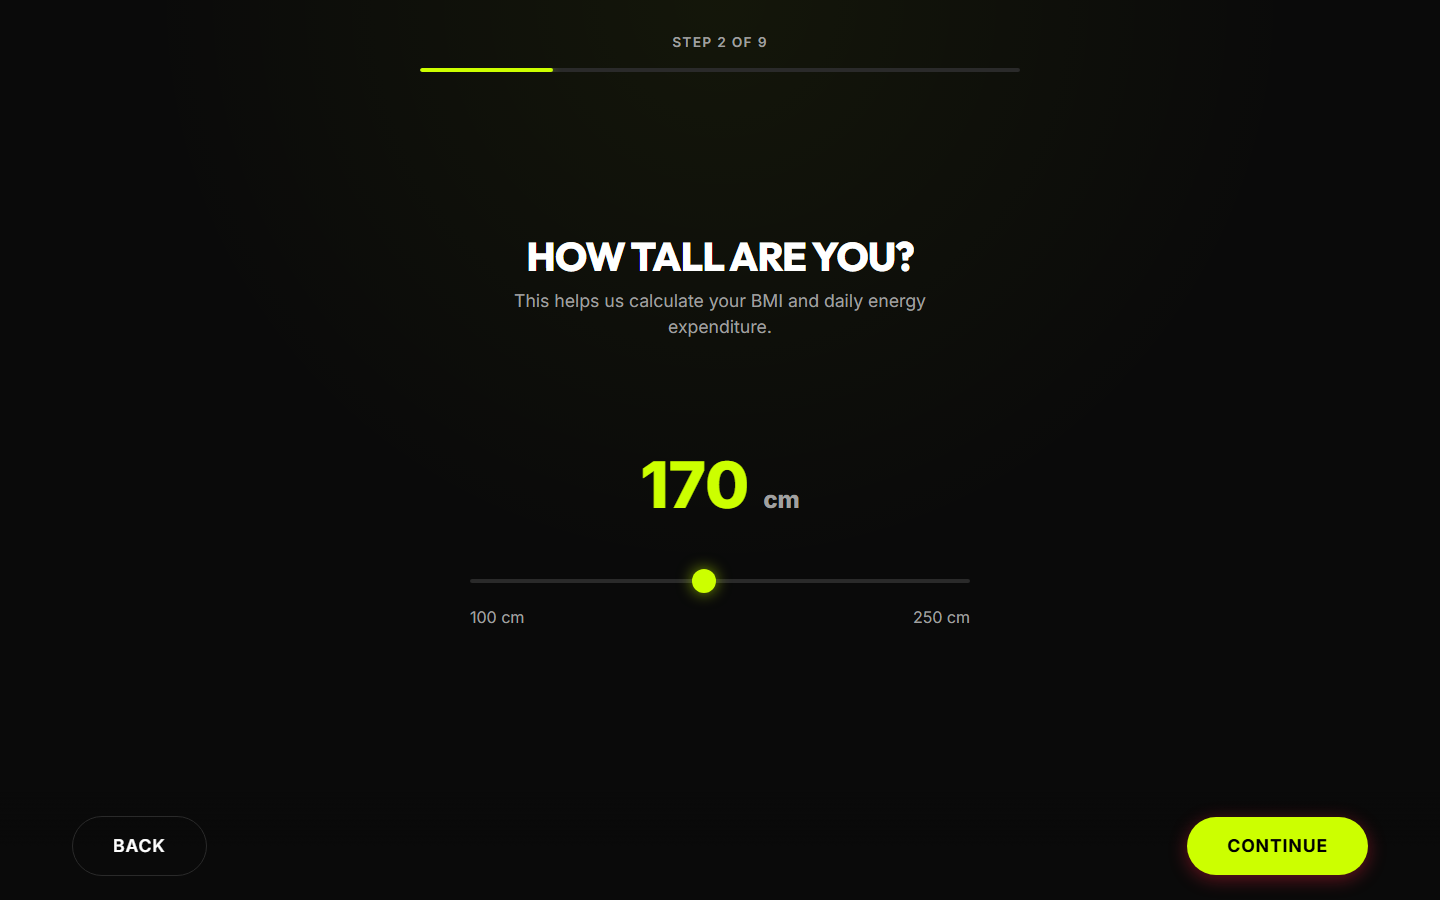 STEP 2 OF 9
HOW TALL ARE YOU?
This helps us calculate your BMI and daily energy
expenditure.
170 cm
100 cm
250 cm
BACK
CONTINUE